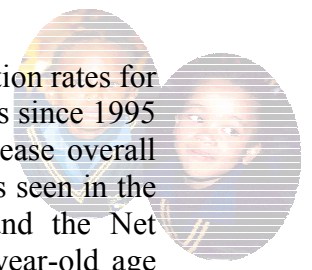 tion rates for
s since 1995
ease overall
s seen in the
nd the Net
year-old age